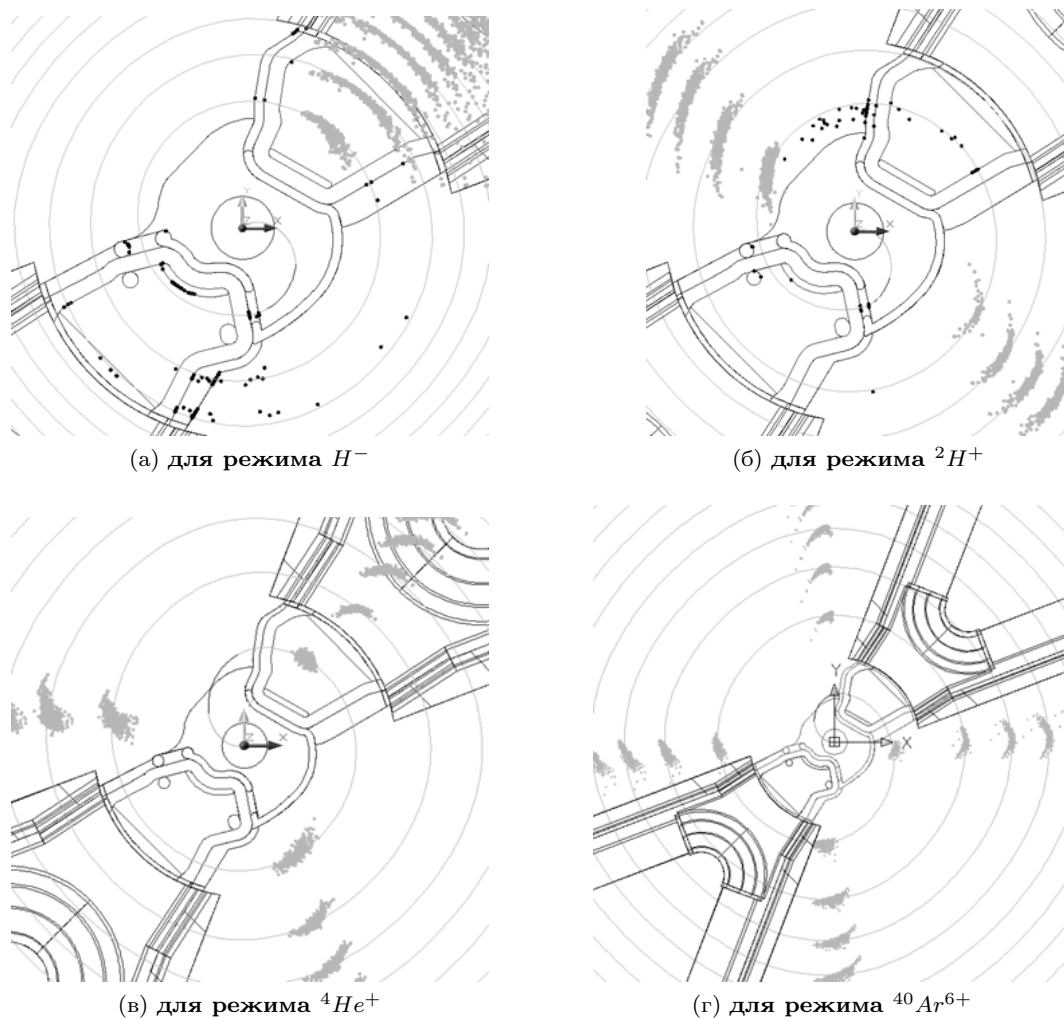 Y
Z X
(а) для режима H⁻
Y
Z X
(б) для режима ²H⁺
Y
Z X
(в) для режима ⁴He⁺
Y
X
(г) для режима ⁴⁰Ar⁶⁺